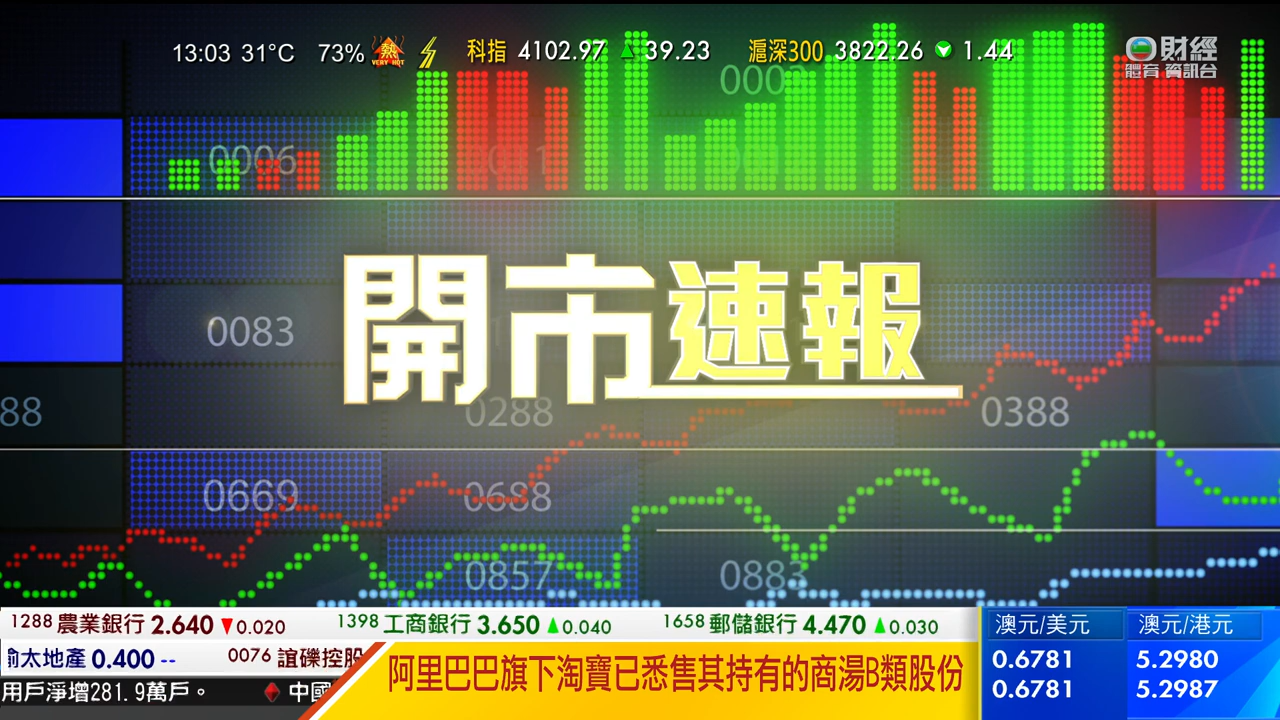 13:03 31°C 73% 熱 VERY HOT 科指 4102.97 39.23 滬深300 3822.26 1.44 財經
體育 資訊台
0006
0083
開市速報
88 0288 0388
0669 0688
0857 0883
1288 農業銀行 2.640 0.020 1398 工商銀行 3.650 0.040 1658 郵儲銀行 4.470 0.030
太地產 0.400 -- 0076 誼礫控股
用戶淨增281.9萬戶。 中國
阿里巴巴旗下淘寶已悉售其持有的商湯B類股份
澳元/美元 澳元/港元
0.6781 5.2980
0.6781 5.2987